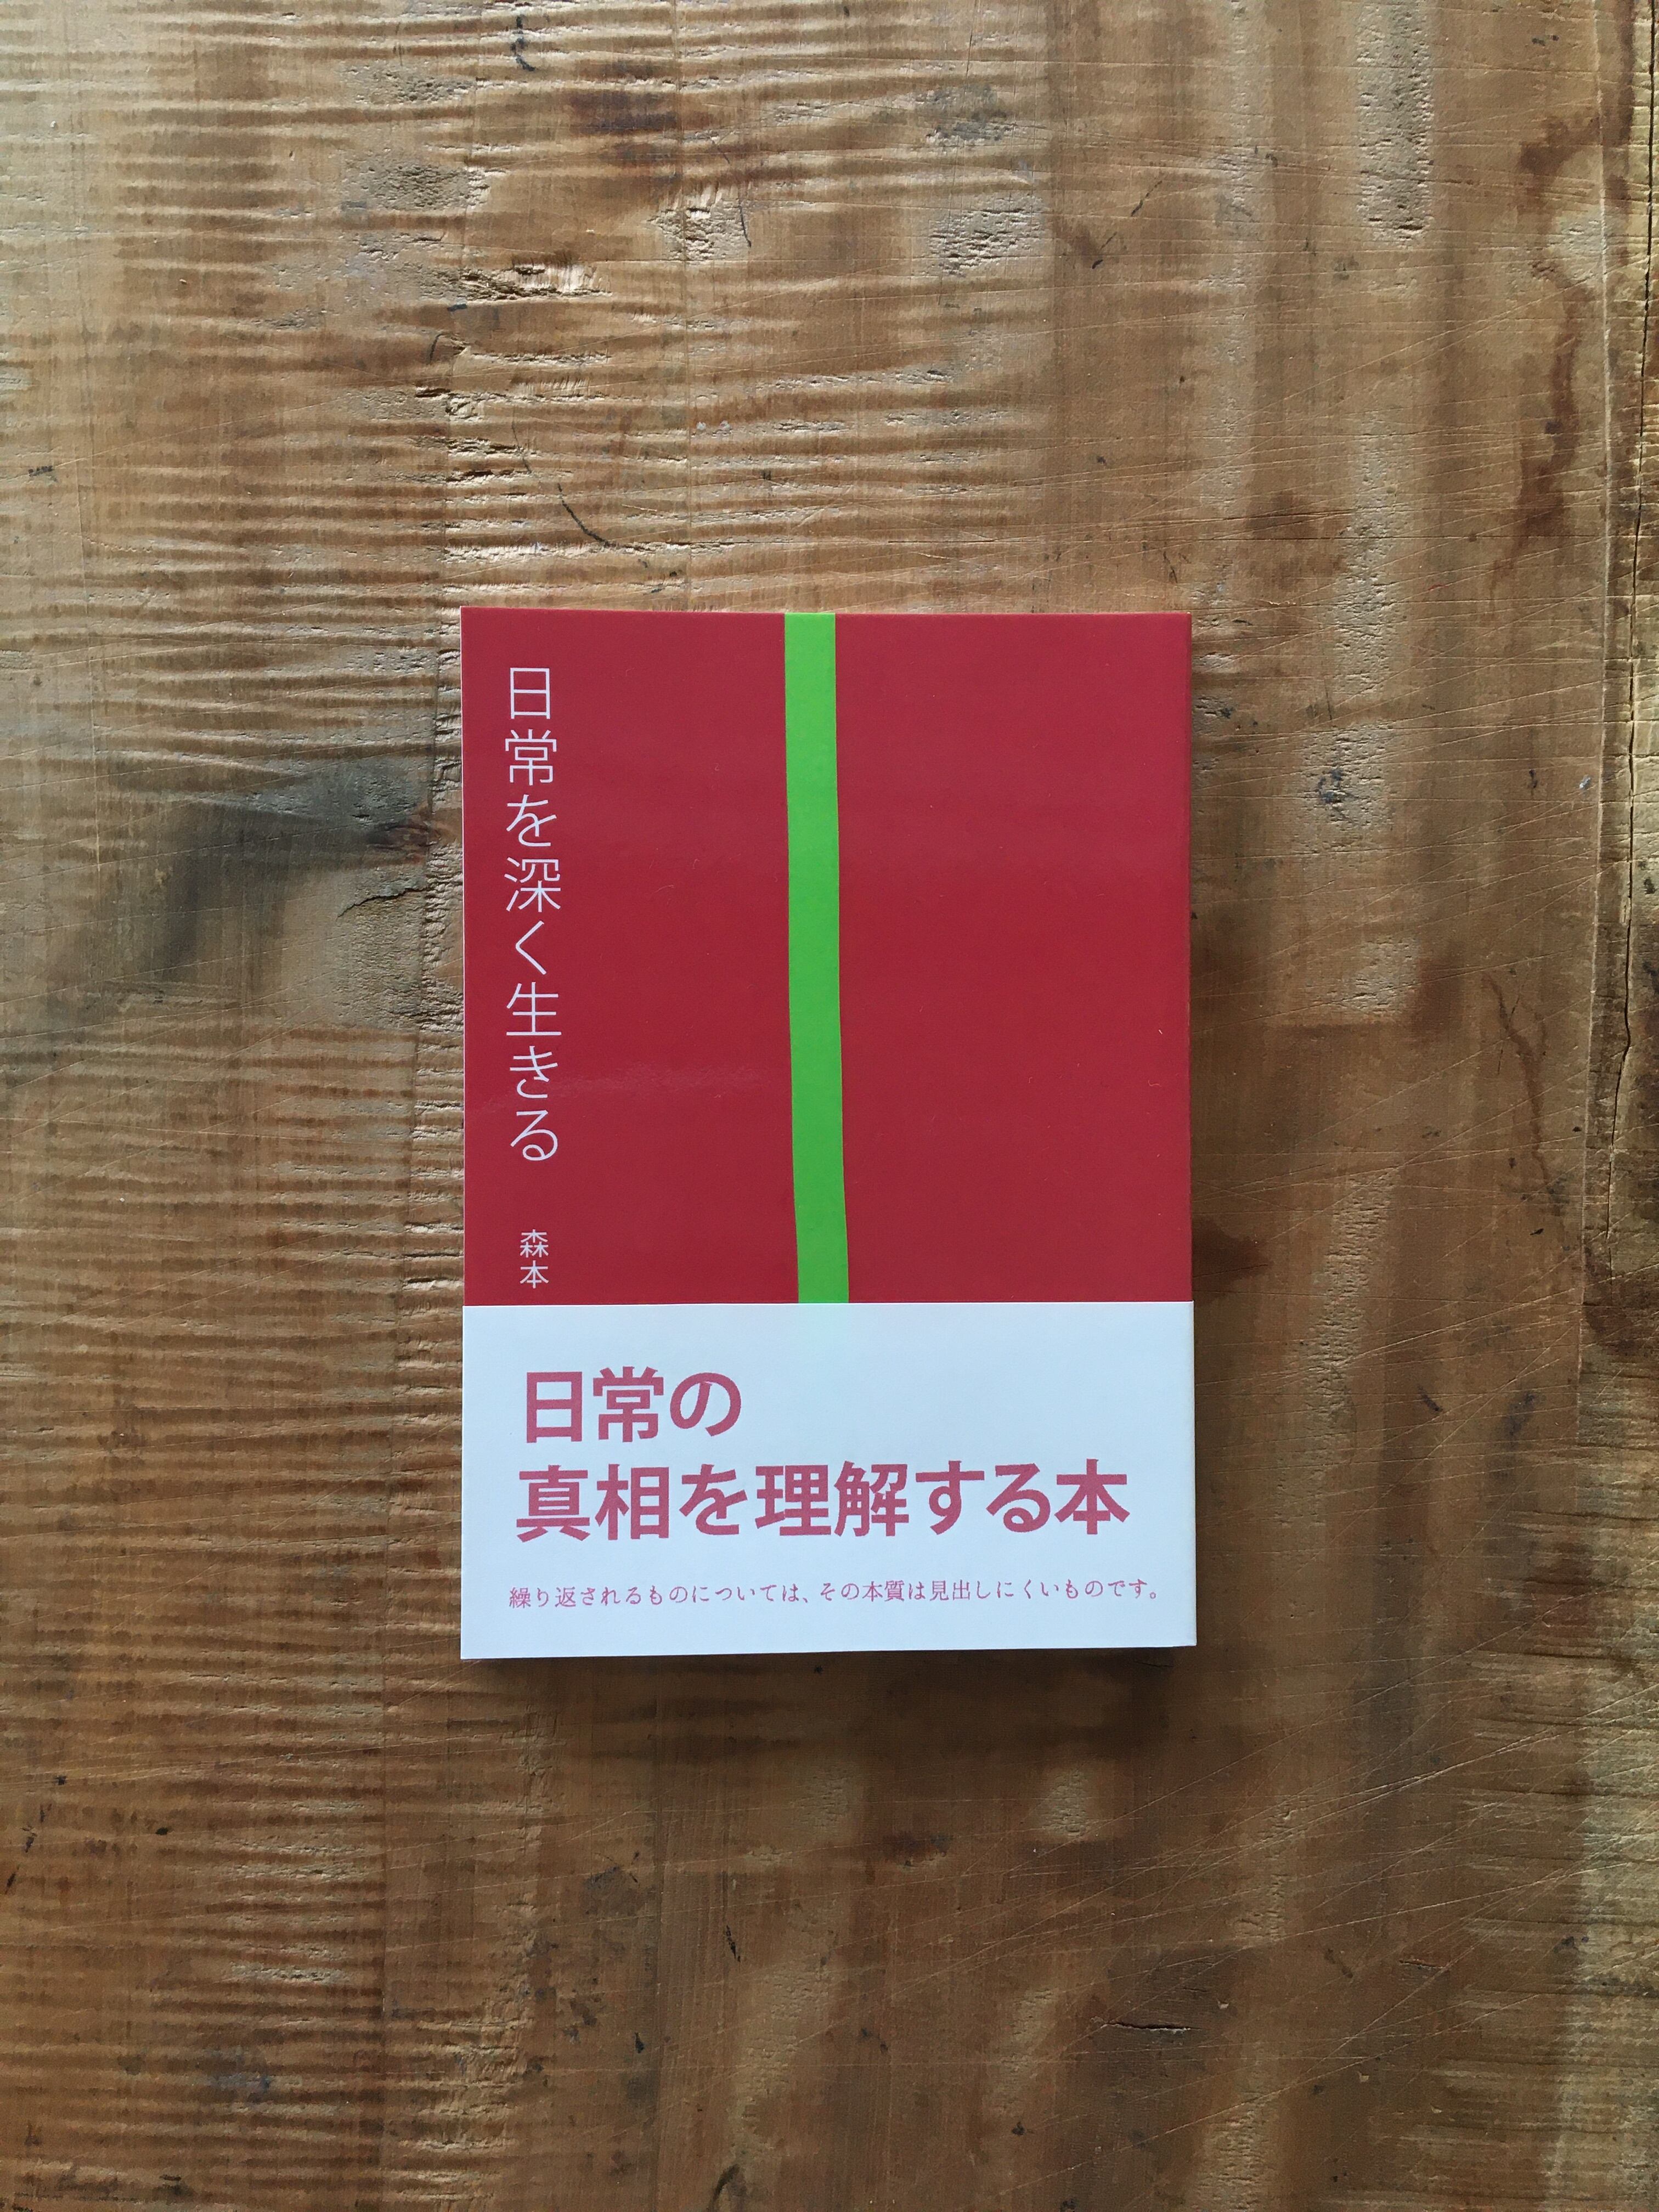 日常を深く生きる
森本
日常の
真相を理解する本
繰り返されるものについては、その本質は見出しにくいものです。